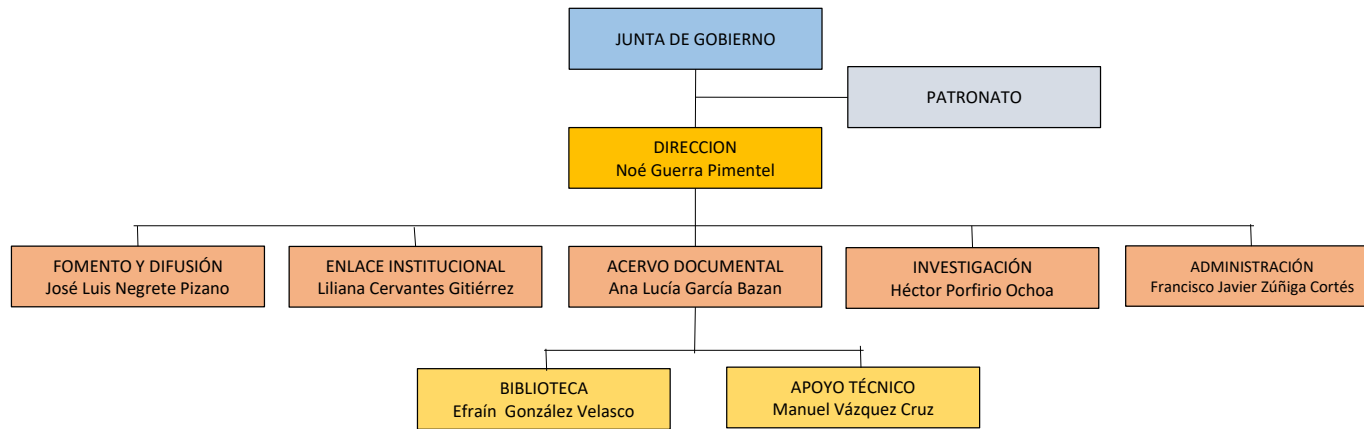 JUNTA DE GOBIERNO
PATRONATO
DIRECCION
Noé Guerra Pimentel
FOMENTO Y DIFUSIÓN
José Luis Negrete Pizano
ENLACE INSTITUCIONAL
Liliana Cervantes Gitiérrez
ACERVO DOCUMENTAL
Ana Lucía García Bazan
INVESTIGACIÓN
Héctor Porfirio Ochoa
ADMINISTRACIÓN
Francisco Javier Zúñiga Cortés
BIBLIOTECA
Efraín  González Velasco
APOYO TÉCNICO
Manuel Vázquez Cruz